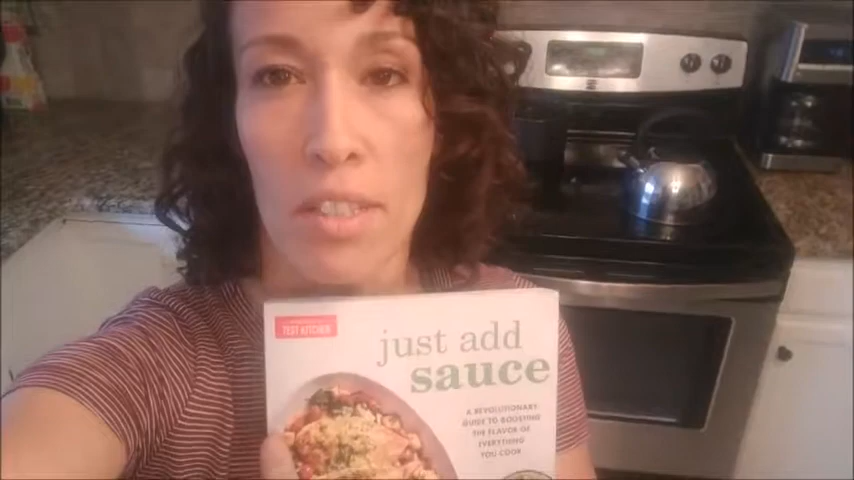 TEST KITCHEN
just add
sauce
A REVOLUTIONARY
GUIDE TO BOOSTING
THE FLAVOR OF
EVERYTHING
YOU COOK